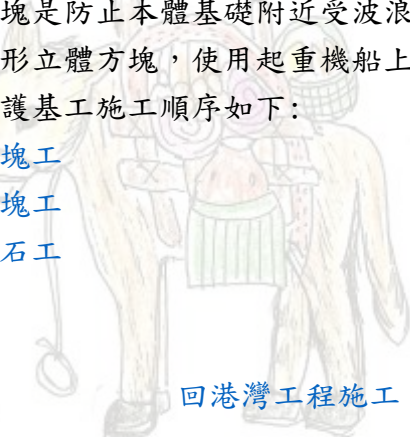 塊是防止本體基礎附近受波浪
形立體方塊，使用起重機船上
護基工施工順序如下:
塊工
塊工
石工
回港灣工程施工